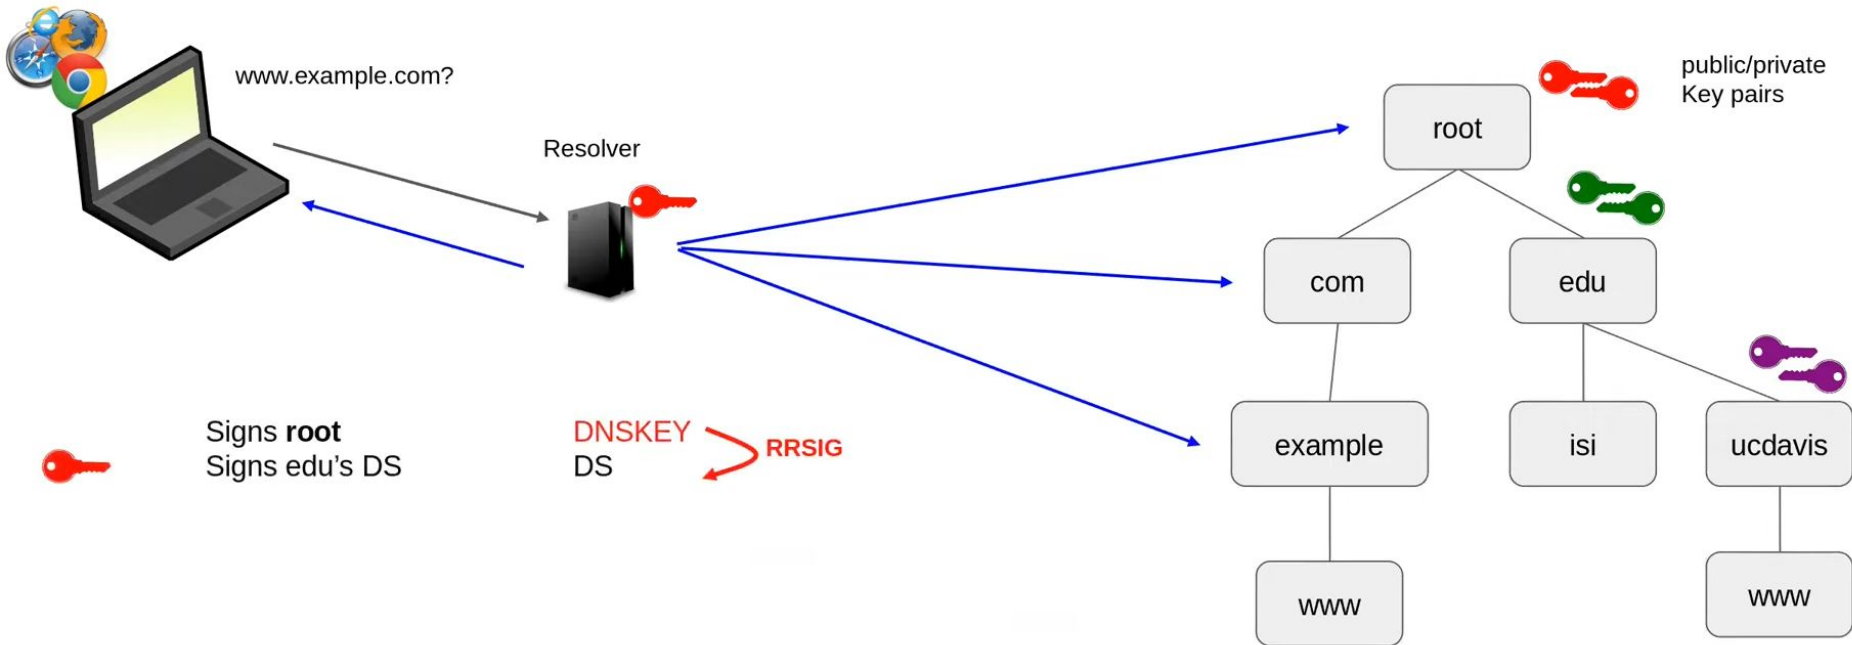 www.example.com?
Resolver
public/private
Key pairs
root
com
edu
example
isi
ucdavis
www
www
Signs root
Signs edu's DS
DNSKEY
DS
RRSIG